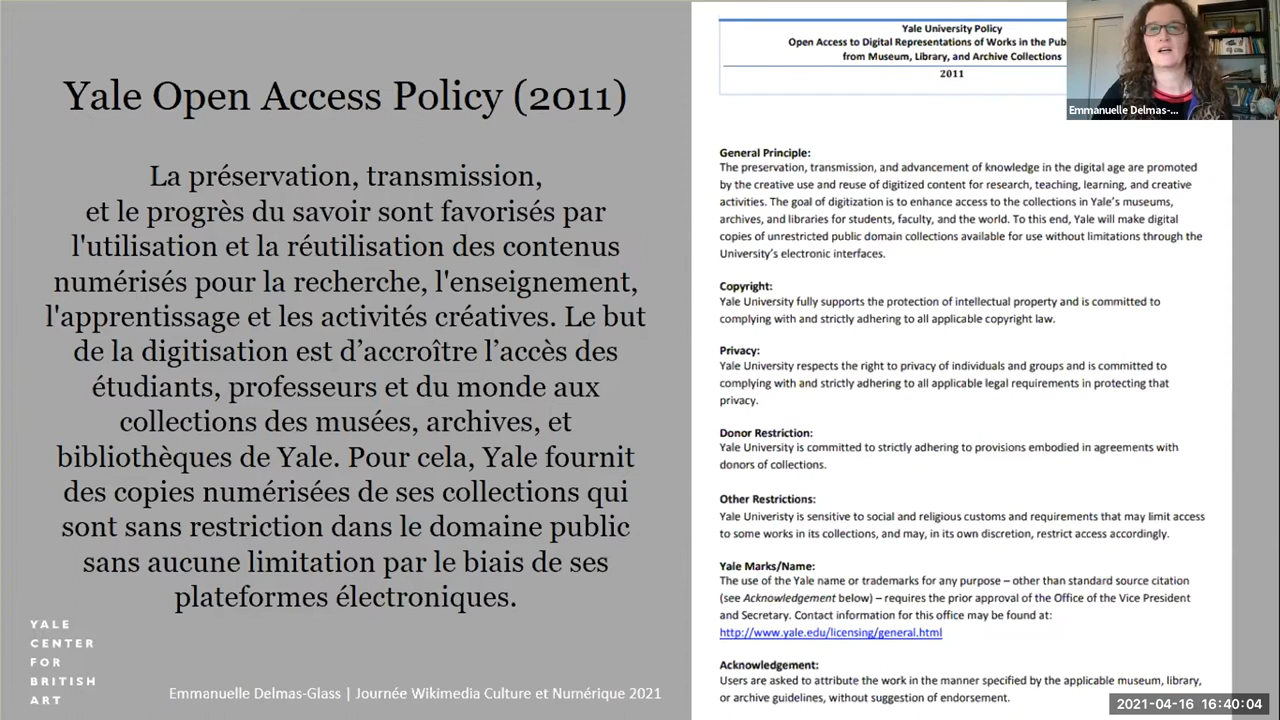 Yale Open Access Policy (2011)
La préservation, transmission,
et le progrès du savoir sont favorisés par
l'utilisation et la réutilisation des contenus
numérisés pour la recherche, l'enseignement,
l'apprentissage et les activités créatives. Le but
de la digitisation est d’accroître l’accès des
étudiants, professeurs et du monde aux
collections des musées, archives, et
bibliothèques de Yale. Pour cela, Yale fournit
des copies numérisées de ses collections qui
sont sans restriction dans le domaine public
sans aucune limitation par le biais de ses
plateformes électroniques.
YALE
CENTER
FOR
BRITISH
ART
Emmanuelle Delmas-Glass | Journée Wikimedia Culture et Numérique 2021
Yale University Policy
Open Access to Digital Representations of Works in the
from Museum, Library, and Archive Collections
2011
General Principle:
The preservation, transmission, and advancement of knowledge in the digital age are promoted
by the creative use and reuse of digitized content for research, teaching, learning, and creative
activities. The goal of digitization is to enhance access to the collections in Yale’s museums,
archives, and libraries for students, faculty, and the world. To this end, Yale will make digital
copies of unrestricted public domain collections available for use without limitations through the
University’s electronic interfaces.
Copyright:
Yale University fully supports the protection of intellectual property and is committed to
complying with and strictly adhering to all applicable copyright law.
Privacy:
Yale University respects the right to privacy of individuals and groups and is committed to
complying with and strictly adhering to all applicable legal requirements in protecting that
privacy.
Donor Restriction:
Yale University is committed to strictly adhering to provisions embodied in agreements with
donors of collections.
Other Restrictions:
Yale Univeristy is sensitive to social and religious customs and requirements that may limit access
to some works in its collections, and may, in its own discretion, restrict access accordingly.
Yale Marks/Name:
The use of the Yale name or trademarks for any purpose – other than standard source citation
(see Acknowledgement below) – requires the prior approval of the Office of the Vice President
and Secretary. Contact information for this office may be found at:
http://www.yale.edu/licensing/general.html
Acknowledgement:
Users are asked to attribute the work in the manner specified by the applicable museum, library,
or archive guidelines, without suggestion of endorsement.
Emmanuelle Delmas-...
2021-04-16 16:40:04